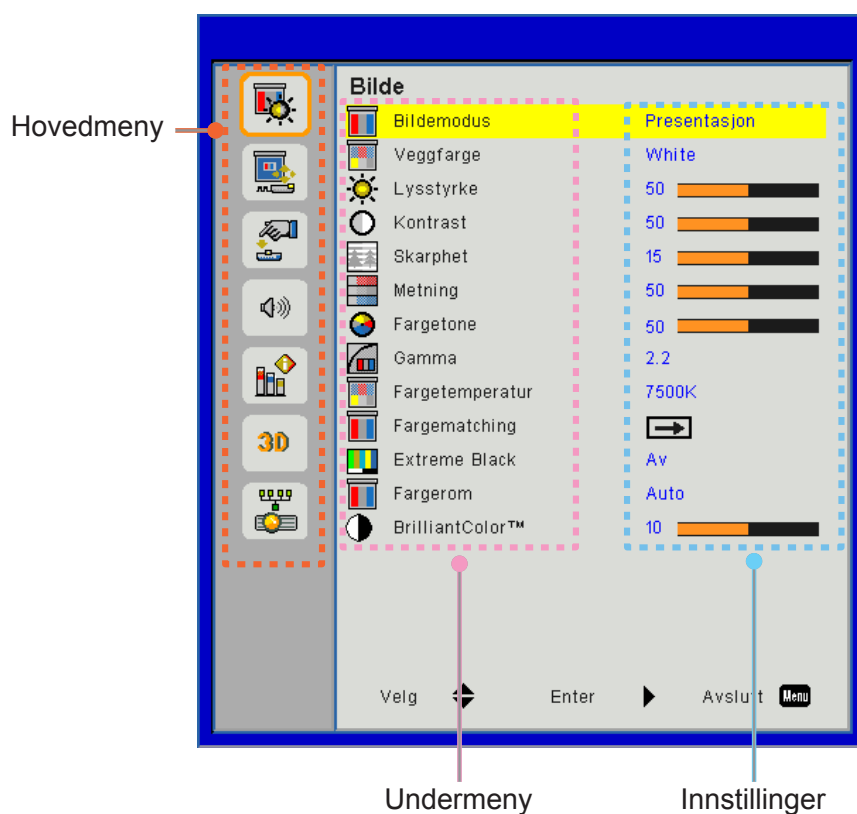 Bilde
Hovedmeny
Bildemodus Presentasjon
Veggfarge White
Lysstyrke 50
Kontrast 50
Skarphet 15
Metning 50
Fargetone 50
Gamma 2.2
Fargetemperatur 7500K
Fargematching
3D
Extreme Black Av
Fargerom Auto
BrilliantColor™ 10
Velg Enter Avslutt Menu
Undermeny Innstillinger